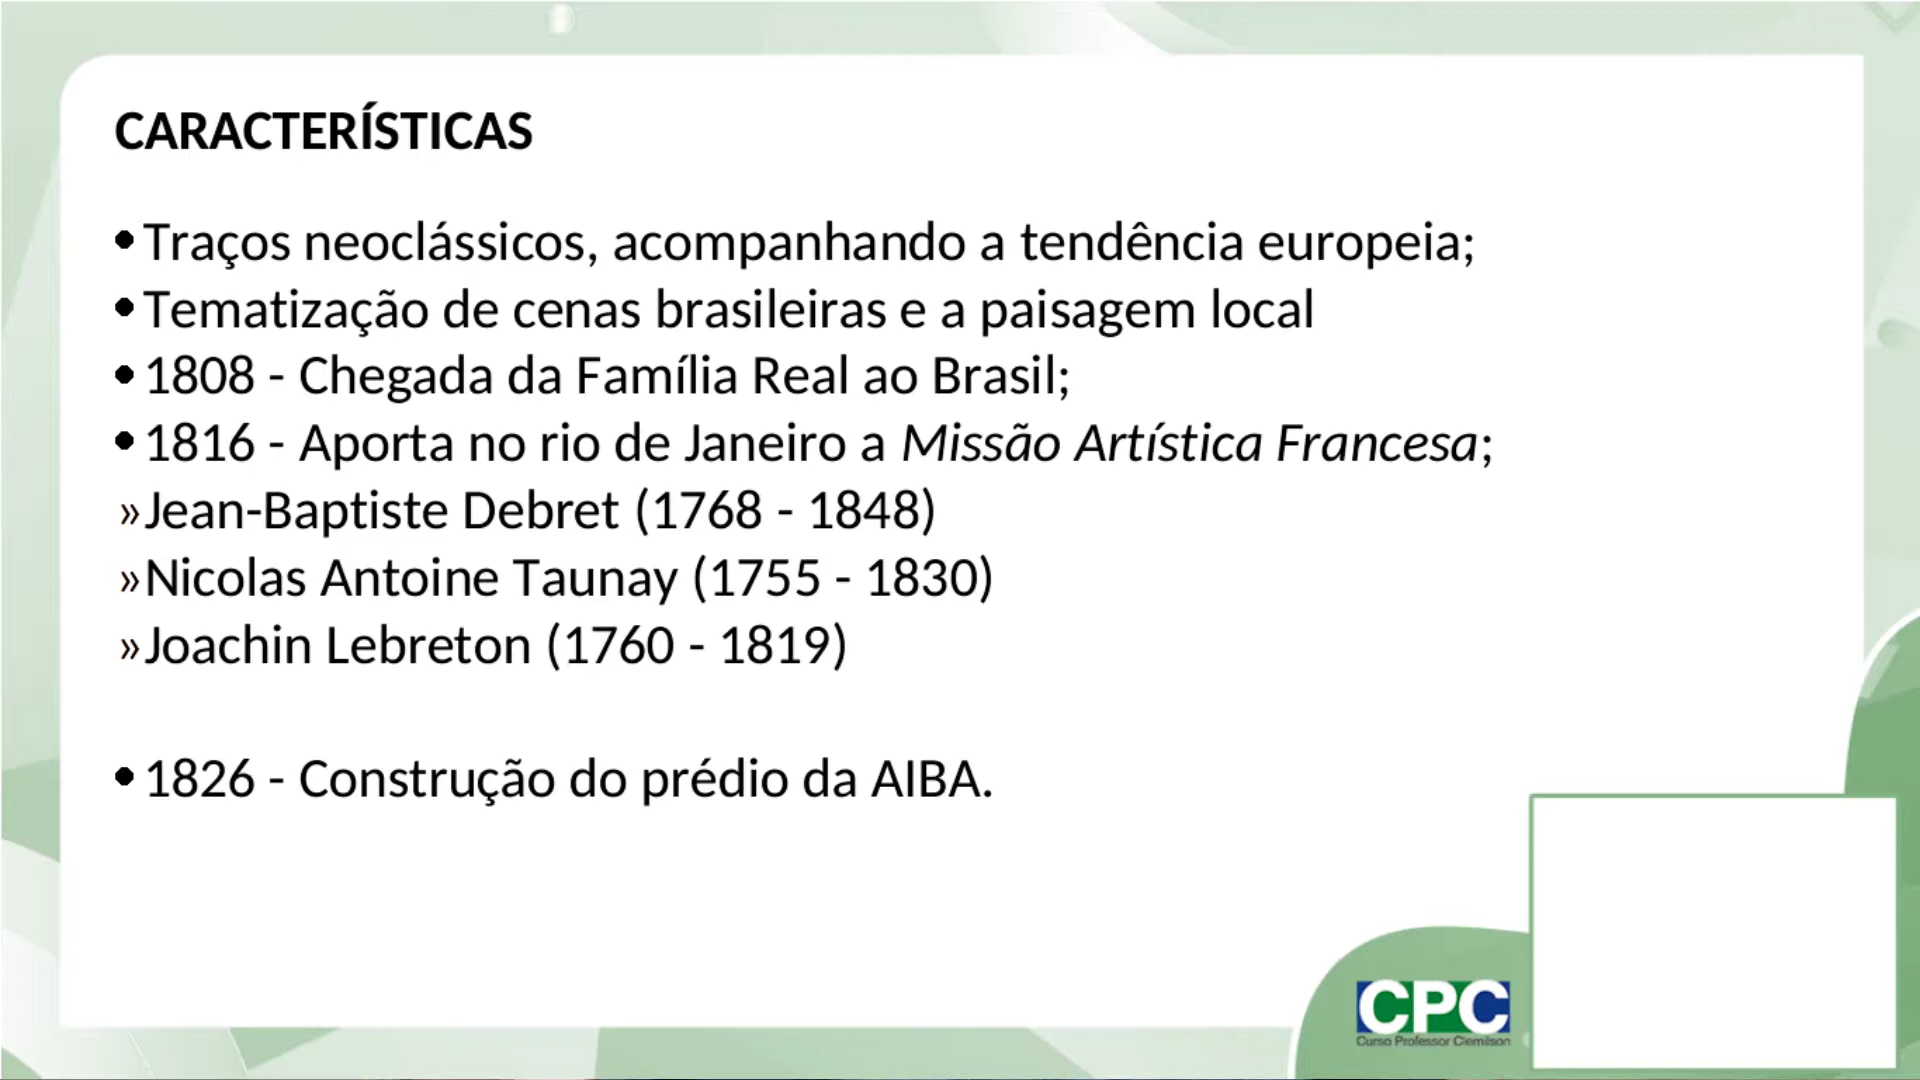 CARACTERÍSTICAS
• Traços neoclássicos, acompanhando a tendência europeia;
• Tematização de cenas brasileiras e a paisagem local
• 1808 - Chegada da Família Real ao Brasil;
• 1816 - Aporta no rio de Janeiro a Missão Artística Francesa;
»Jean-Baptiste Debret (1768 - 1848)
»Nicolas Antoine Taunay (1755 - 1830)
»Joachin Lebreton (1760 - 1819)
• 1826 - Construção do prédio da AIBA.
CPC
Curso Professor Clemilson